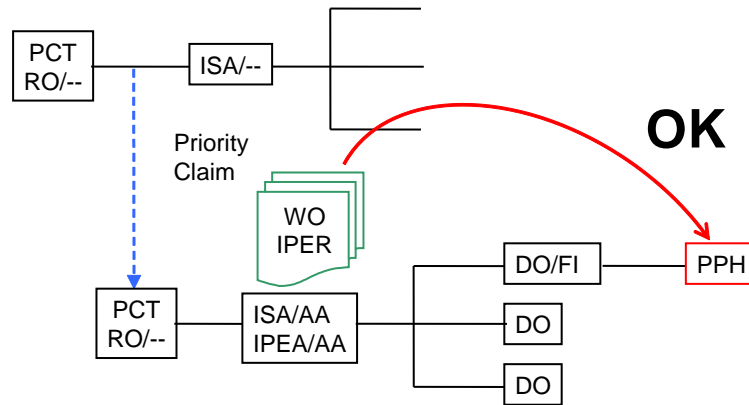 PCT
RO/--
ISA/--
OK
Priority
Claim
WO
IPER
DO/FI
PPH
PCT
RO/--
ISA/AA
IPEA/AA
DO
DO